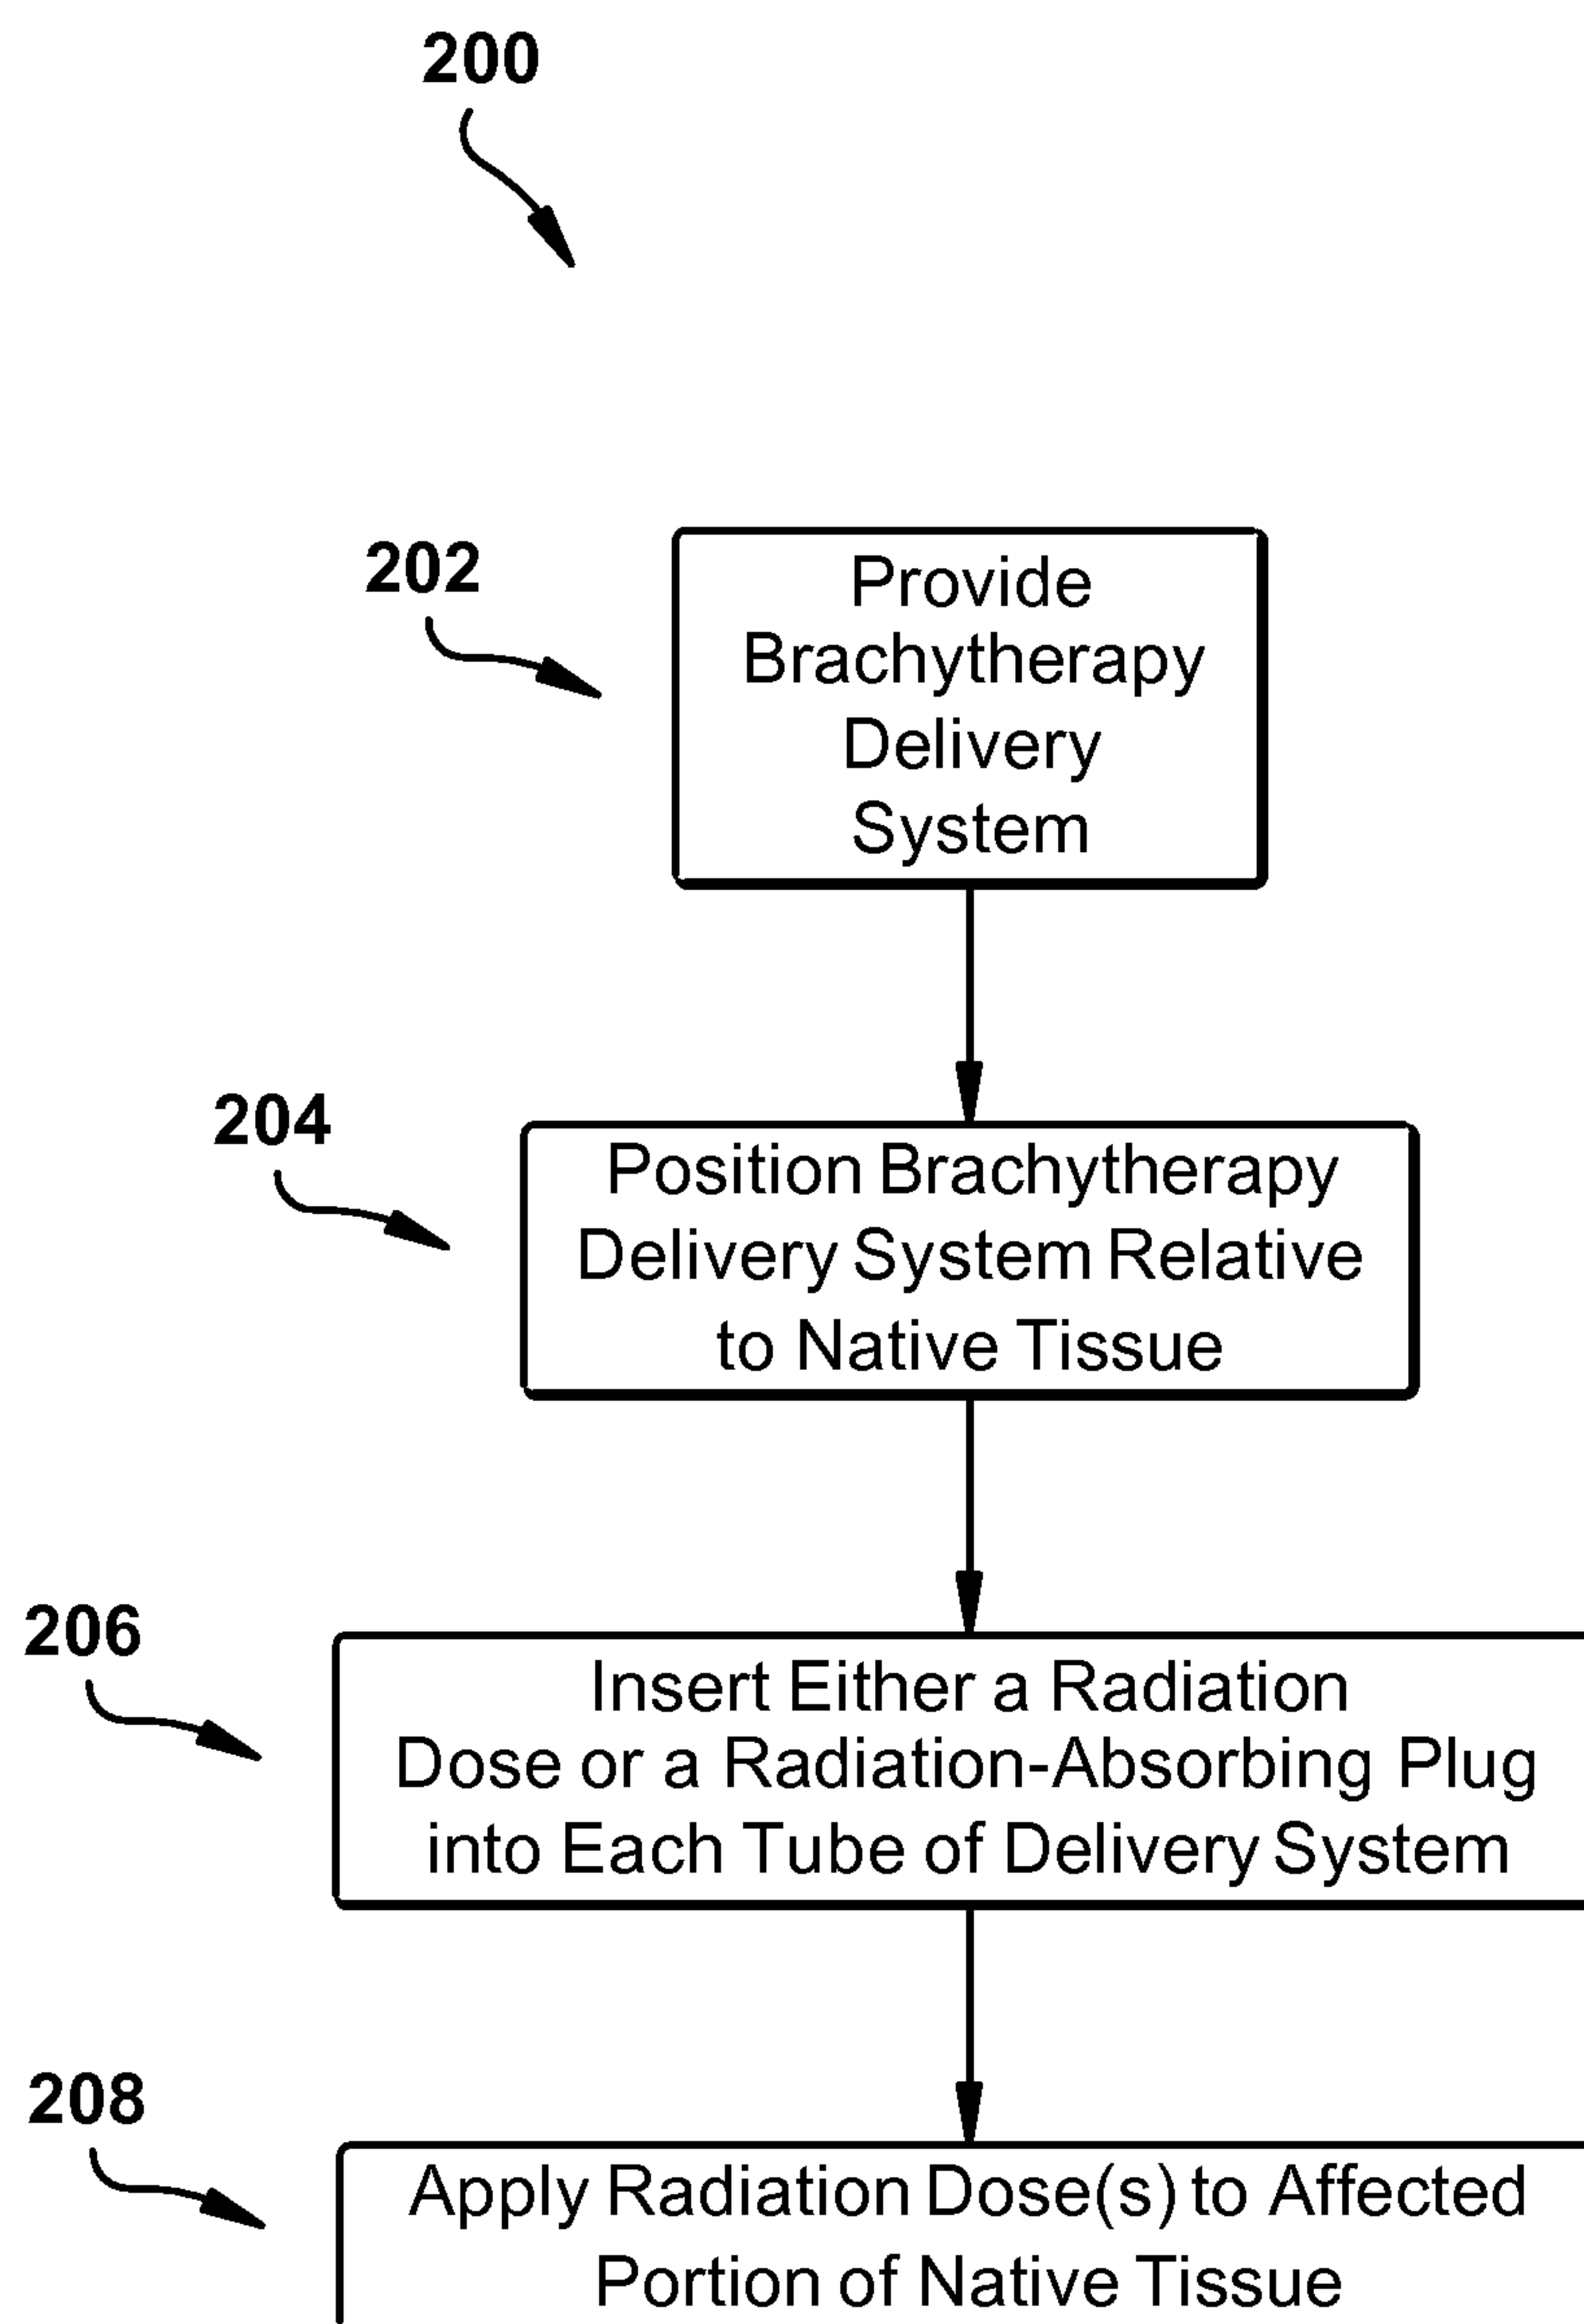 200
202
Provide
Brachytherapy
Delivery
System
204
Position Brachytherapy
Delivery System Relative
to Native Tissue
206
Insert Either a Radiation
Dose or a Radiation-Absorbing Plug
into Each Tube of Delivery System
208
Apply Radiation Dose(s) to Affected
Portion of Native Tissue